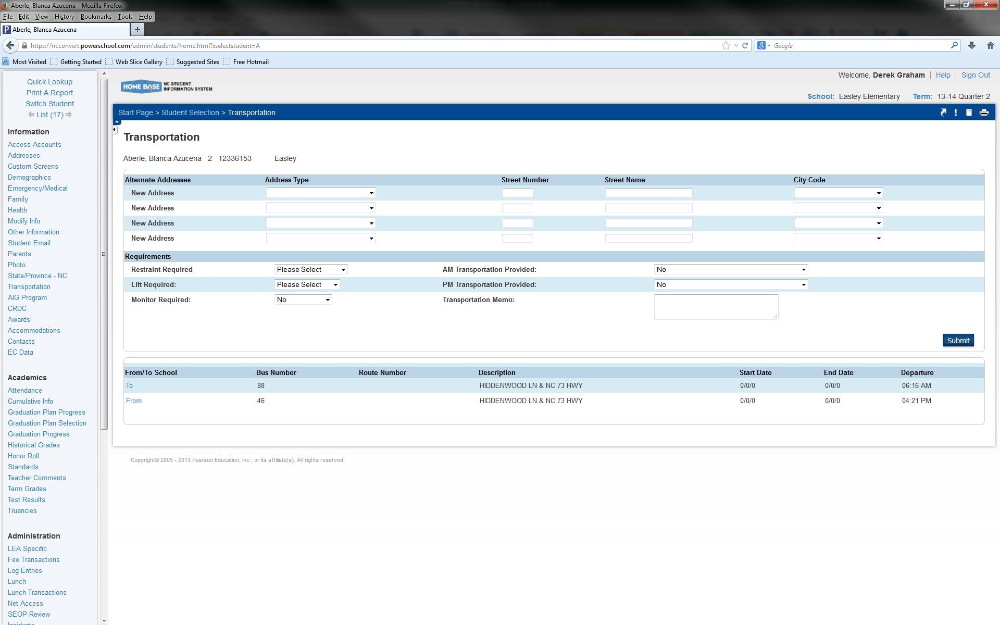 Aberle, Blanca Azucena - Mozilla Firefox
File Edit View History Bookmarks Tools Help
Aberle, Blanca Azucena
https://ncconvert.powerschool.com/admin/students/home.html?xselectstudent=A
Google
Most Visited Getting Started Web Slice Gallery Suggested Sites Free Hotmail
Quick Lookup
Print A Report
Switch Student
List (17)
Information
Access Accounts
Addresses
Custom Screens
Demographics
Emergency/Medical
Family
Health
Modify Info
Other Information
Student Email
Parents
Photo
State/Province - NC
Transportation
AIG Program
CRDC
Awards
Accommodations
Contacts
EC Data
Academics
Attendance
Cumulative Info
Graduation Plan Progress
Graduation Plan Selection
Graduation Progress
Historical Grades
Honor Roll
Standards
Teacher Comments
Term Grades
Test Results
Truancies
Administration
LEA Specific
Fee Transactions
Log Entries
Lunch
Lunch Transactions
Net Access
SEOP Review
Incidents
HOME BASE NC STUDENT INFORMATION SYSTEM
Welcome, Derek Graham Help Sign Out
School: Easley Elementary Term: 13-14 Quarter 2
Start Page > Student Selection > Transportation
Transportation
Aberle, Blanca Azucena 2 12336153 Easley
Alternate Addresses Address Type Street Number Street Name City Code
New Address
New Address
New Address
New Address
Requirements
Restraint Required Please Select AM Transportation Provided: No
Lift Required: Please Select PM Transportation Provided: No
Monitor Required: No Transportation Memo:
Submit
From/To School Bus Number Route Number Description Start Date End Date Departure
To 88 HIDDENWOOD LN & NC 73 HWY 0/0/0 0/0/0 06:16 AM
From 46 HIDDENWOOD LN & NC 73 HWY 0/0/0 0/0/0 04:21 PM
Copyright© 2005 - 2013 Pearson Education, Inc., or its affiliate(s). All rights reserved.